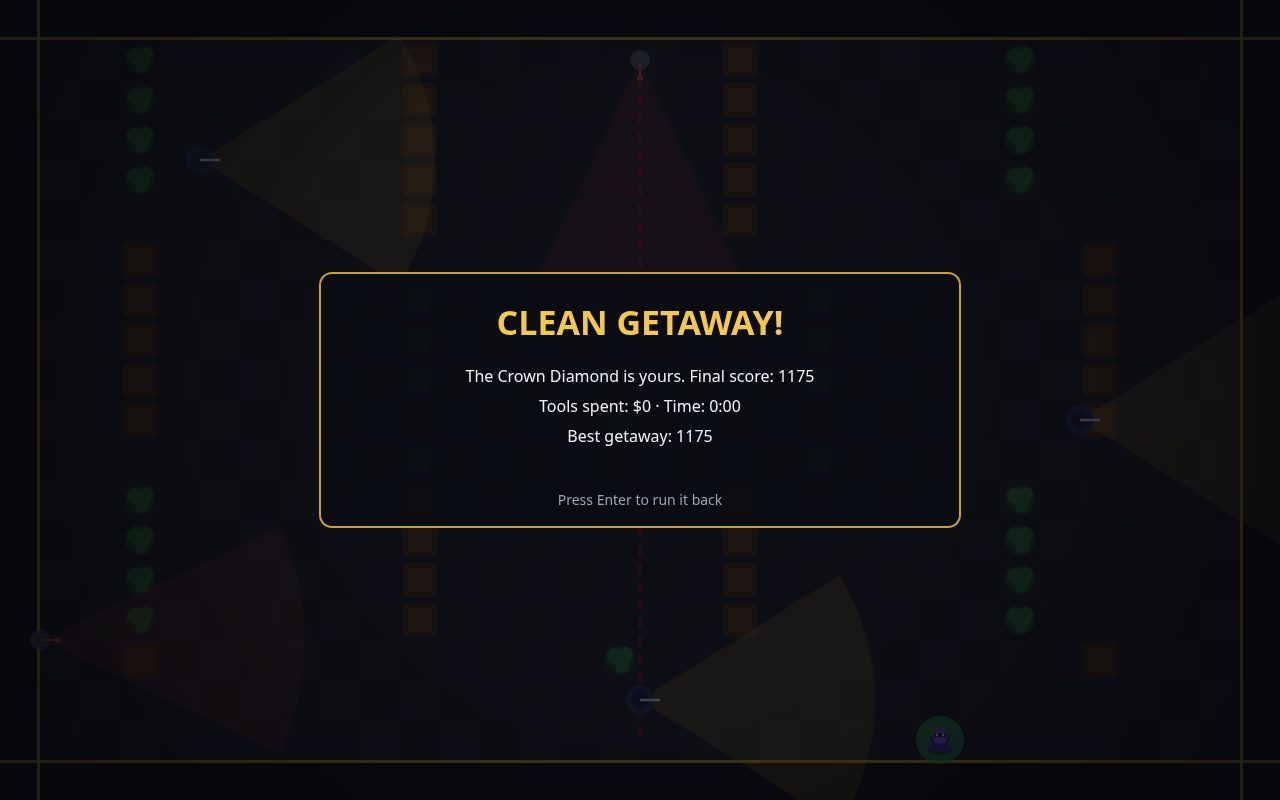 CLEAN GETAWAY!
The Crown Diamond is yours. Final score: 1175
Tools spent: $0 · Time: 0:00
Best getaway: 1175
Press Enter to run it back